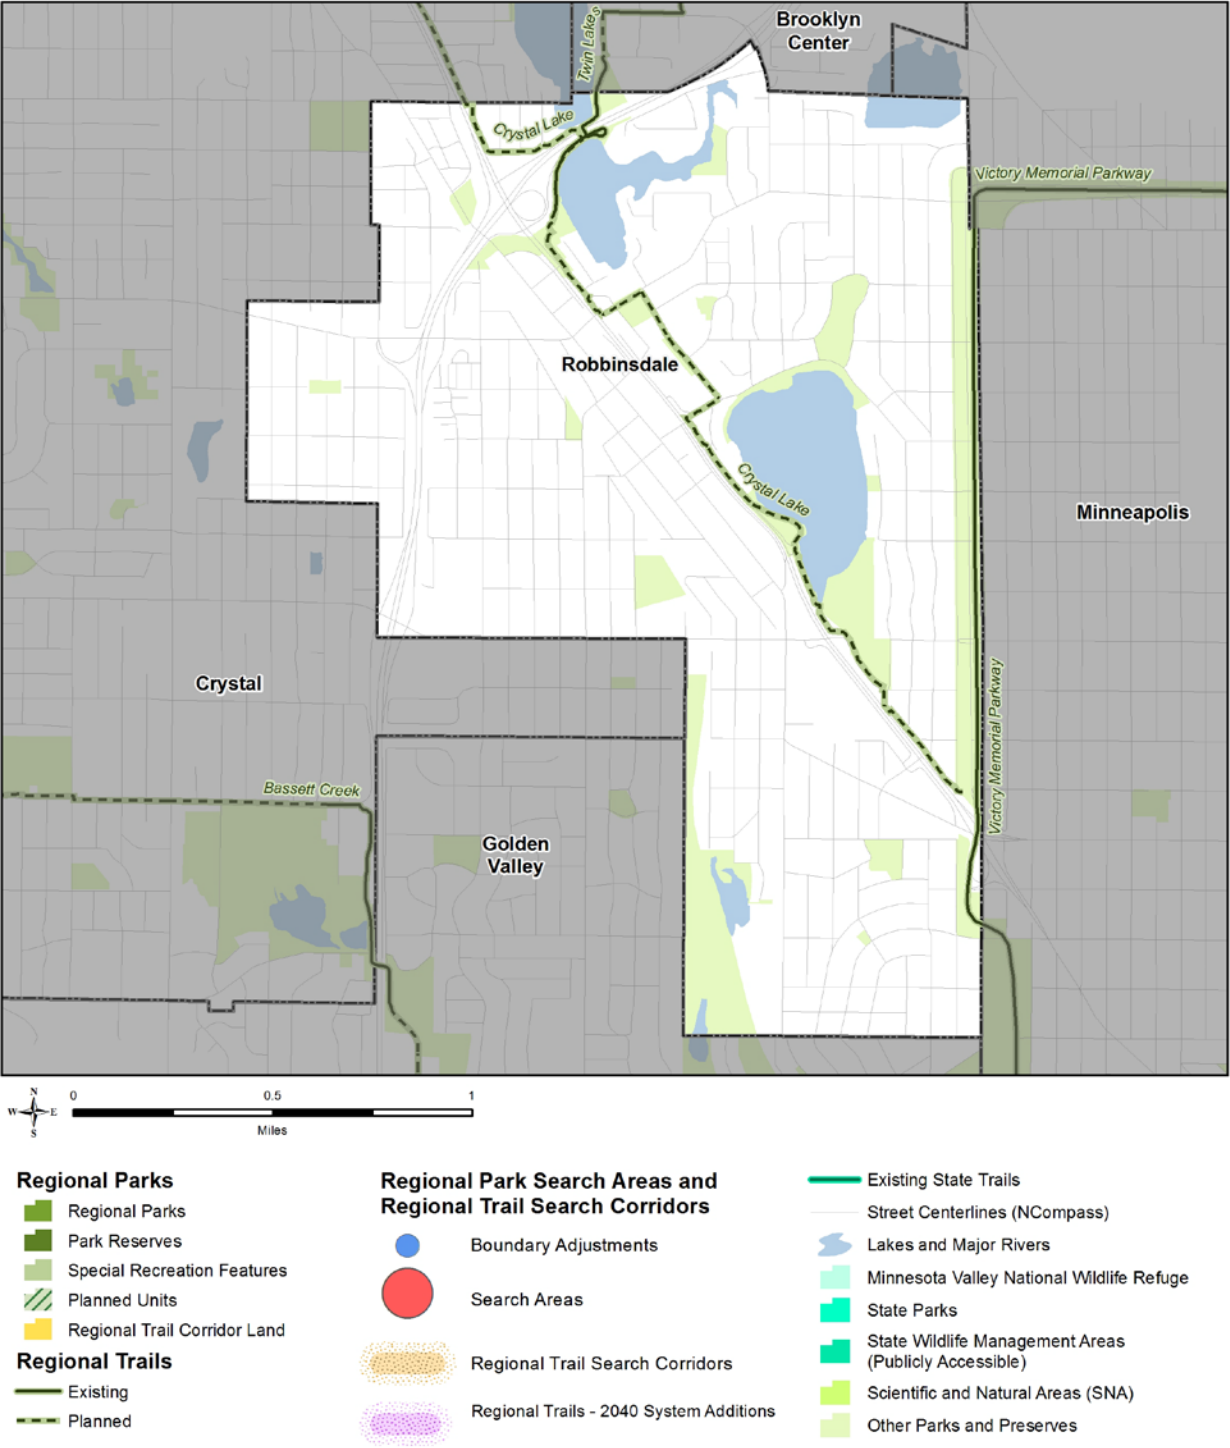 Brooklyn
Center
Twin Lakes
Crystal Lake
Victory Memorial Parkway
Robbinsdale
Crystal Lake
Minneapolis
Crystal
Victory Memorial Parkway
Bassett Creek
Golden
Valley
N
W E
S
0 0.5 1
Miles
Regional Parks
Regional Parks
Park Reserves
Special Recreation Features
Planned Units
Regional Trail Corridor Land
Regional Trails
Existing
Planned
Regional Park Search Areas and
Regional Trail Search Corridors
Boundary Adjustments
Search Areas
Regional Trail Search Corridors
Regional Trails - 2040 System Additions
Existing State Trails
Street Centerlines (NCompass)
Lakes and Major Rivers
Minnesota Valley National Wildlife Refuge
State Parks
State Wildlife Management Areas
(Publicly Accessible)
Scientific and Natural Areas (SNA)
Other Parks and Preserves